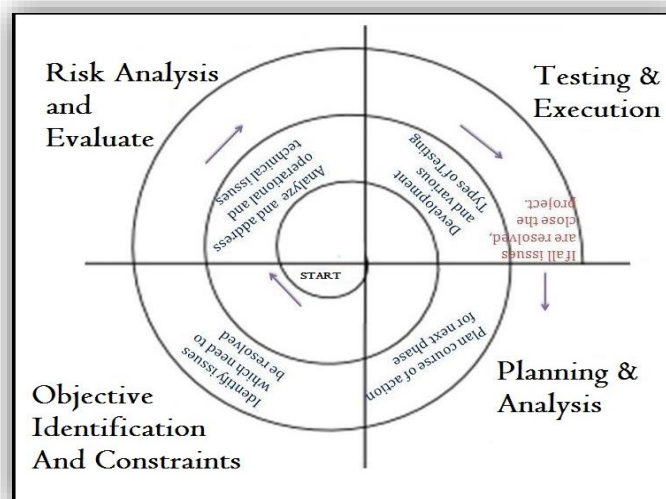 Risk Analysis
and
Evaluate
Testing &
Execution
Analyze and address
operational and
technical issues
Development
and various
Types of Testing
If all issues
are resolved,
close the
project.
START
Identify issues
which need to
be resolved
Plan course of action
for next phase
Objective
Identification
And Constraints
Planning &
Analysis